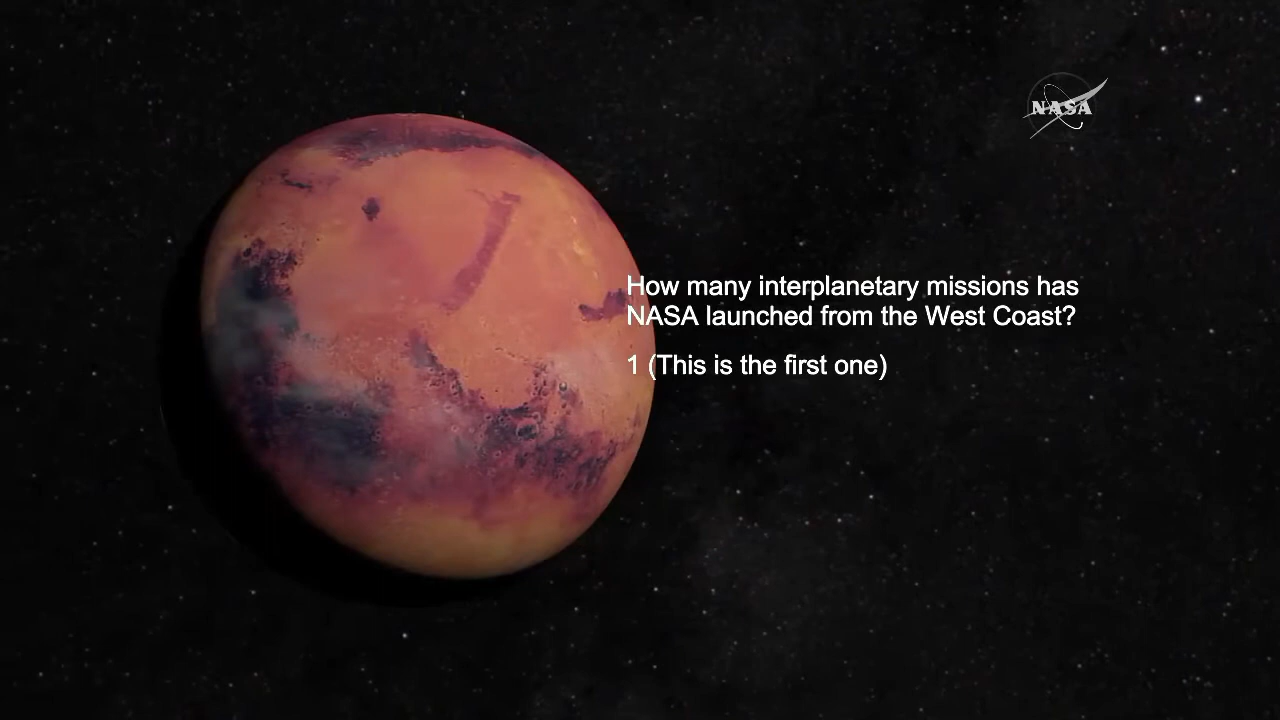 NASA
How many interplanetary missions has
NASA launched from the West Coast?
1 (This is the first one)